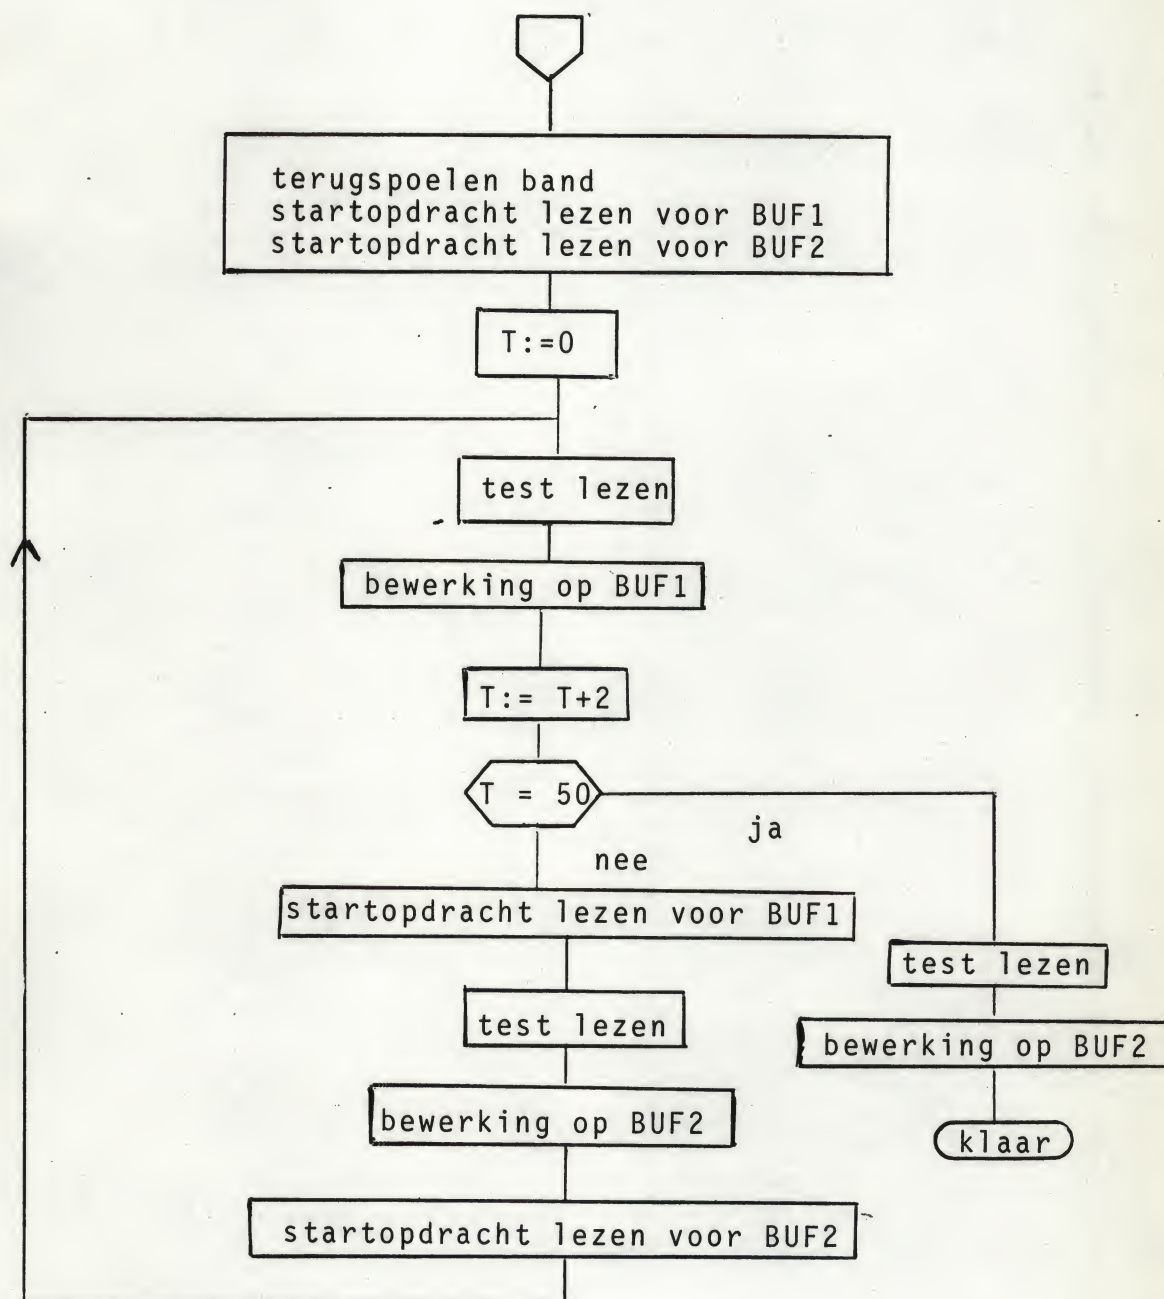 terugspoelen band
startopdracht lezen voor BUF1
startopdracht lezen voor BUF2
T:=0
test lezen
bewerking op BUF1
T:= T+2
T = 50
ja
nee
startopdracht lezen voor BUF1
test lezen
bewerking op BUF2
startopdracht lezen voor BUF2
test lezen
bewerking op BUF2
klaar